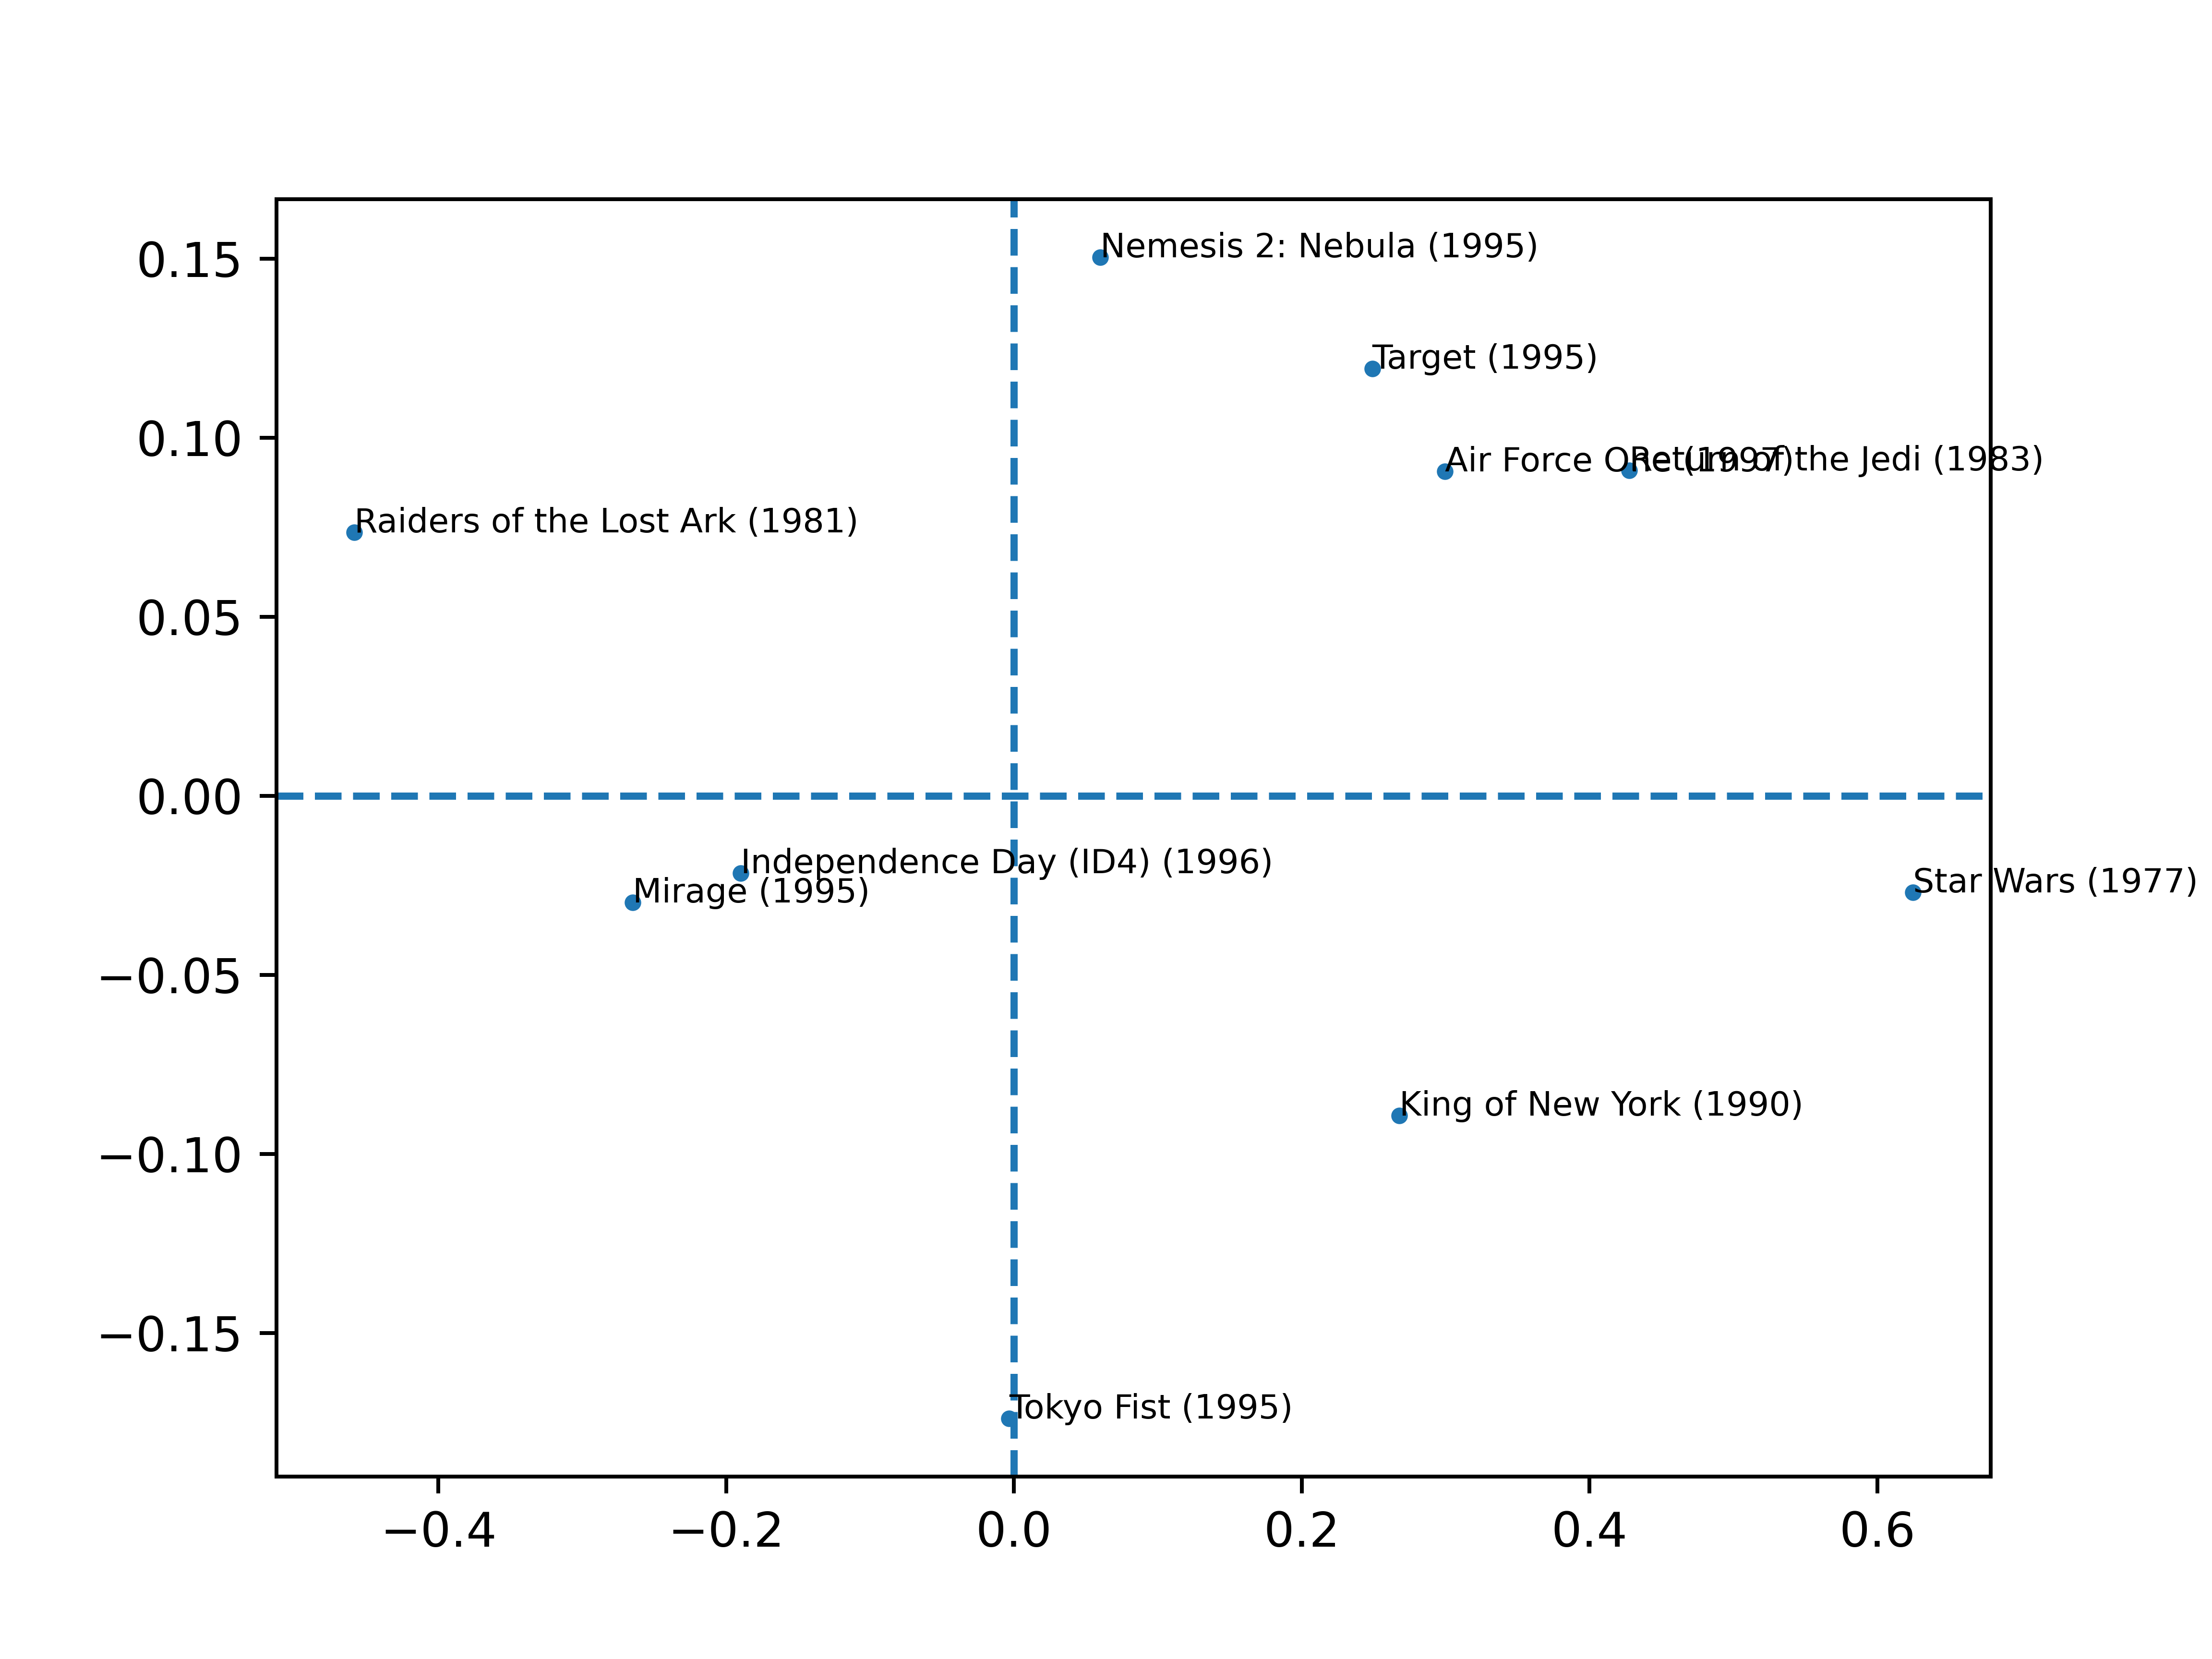 0.15
Nemesis 2: Nebula (1995)
Target (1995)
0.10
Air Force One (1997)
Return of the Jedi (1983)
Raiders of the Lost Ark (1981)
0.05
0.00
Independence Day (ID4) (1996)
Mirage (1995)
Star Wars (1977)
−0.05
King of New York (1990)
−0.10
−0.15
Tokyo Fist (1995)
−0.4 −0.2 0.0 0.2 0.4 0.6